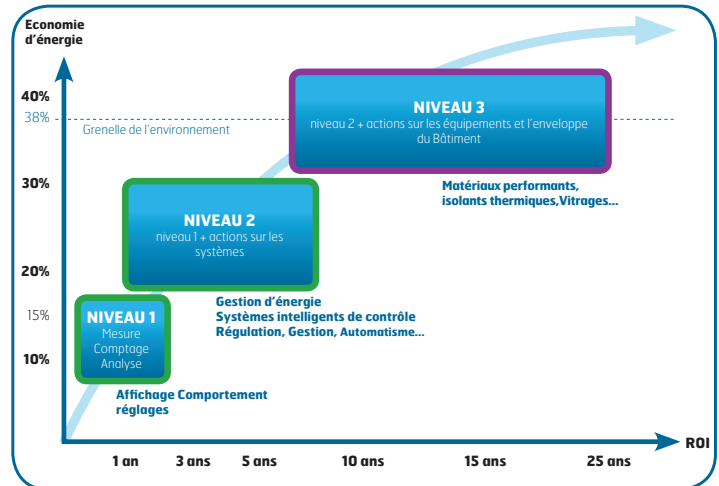 Economie
d'énergie
40%
38%
Grenelle de l'environnement
NIVEAU 3
niveau 2 + actions sur les équipements et l'enveloppe
du Bâtiment
30%
Matériaux performants,
isolants thermiques,Vitrages...
NIVEAU 2
niveau 1 + actions sur les
systèmes
20%
Gestion d'énergie
Systèmes intelligents de contrôle
Régulation, Gestion, Automatisme...
15%
NIVEAU 1
Mesure
Comptage
Analyse
10%
Affichage Comportement
réglages
ROI
1 an 3 ans 5 ans 10 ans 15 ans 25 ans